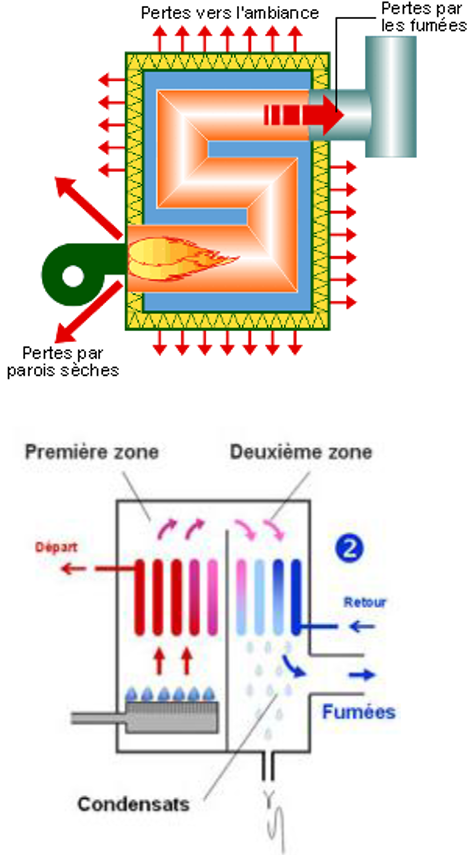 Pertes vers l'ambiance
Pertes par
les fumées
Pertes par
parois sèches
Première zone
Deuxième zone
Départ
2
Retour
Fumées
Condensats